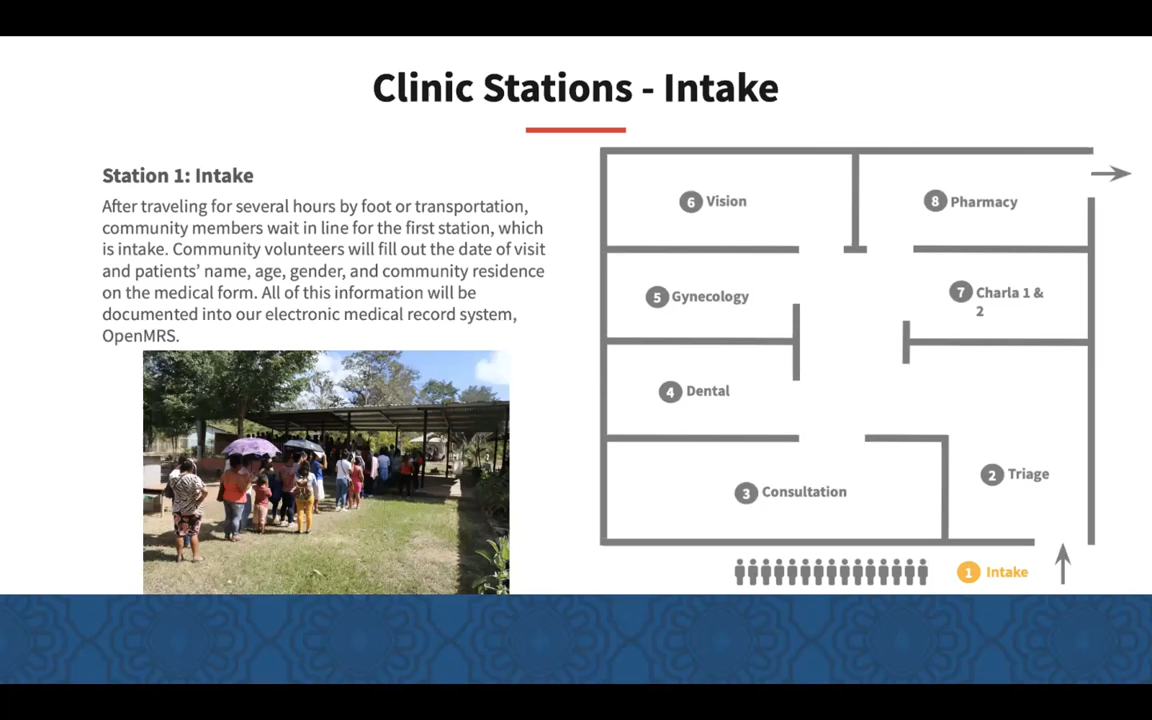 Clinic Stations - Intake
Station 1: Intake
After traveling for several hours by foot or transportation,
community members wait in line for the first station, which
is intake. Community volunteers will fill out the date of visit
and patients’ name, age, gender, and community residence
on the medical form. All of this information will be
documented into our electronic medical record system,
OpenMRS.
6 Vision
8 Pharmacy
5 Gynecology
7 Charla 1 &
2
4 Dental
2 Triage
3 Consultation
1 Intake